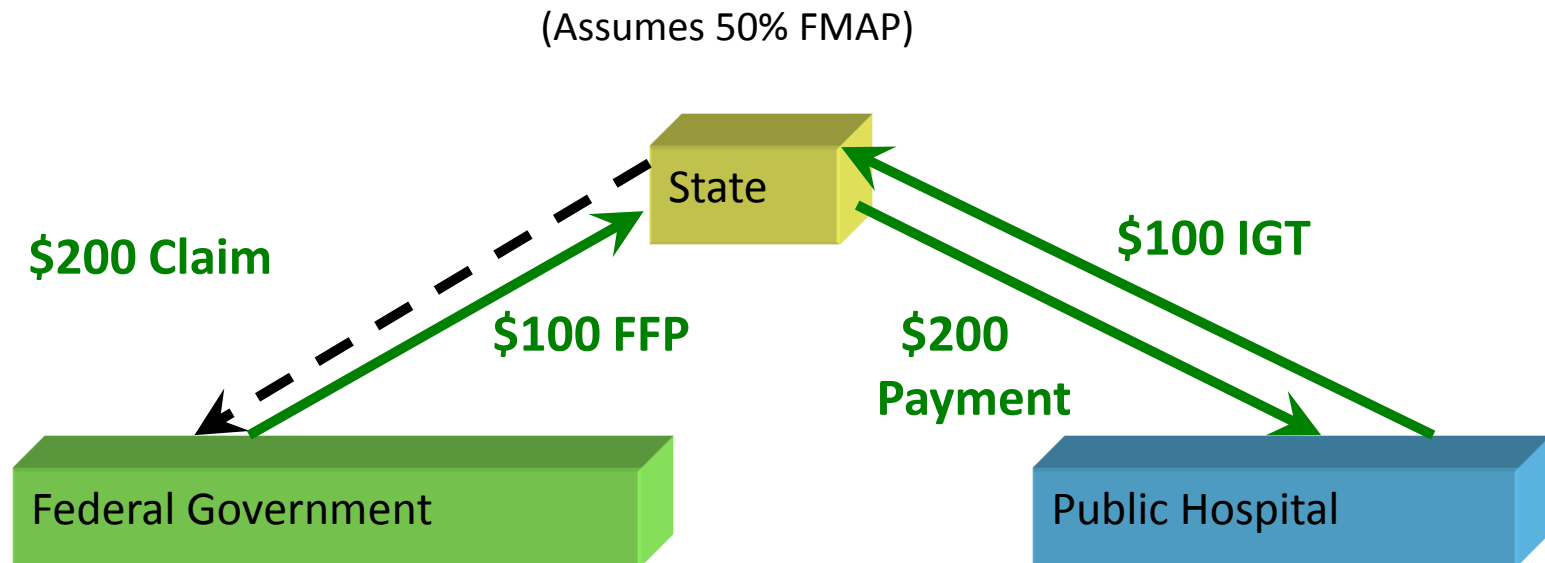 (Assumes 50% FMAP)
State
$200 Claim
$100 IGT
$100 FFP
$200
Payment
Federal Government
Public Hospital